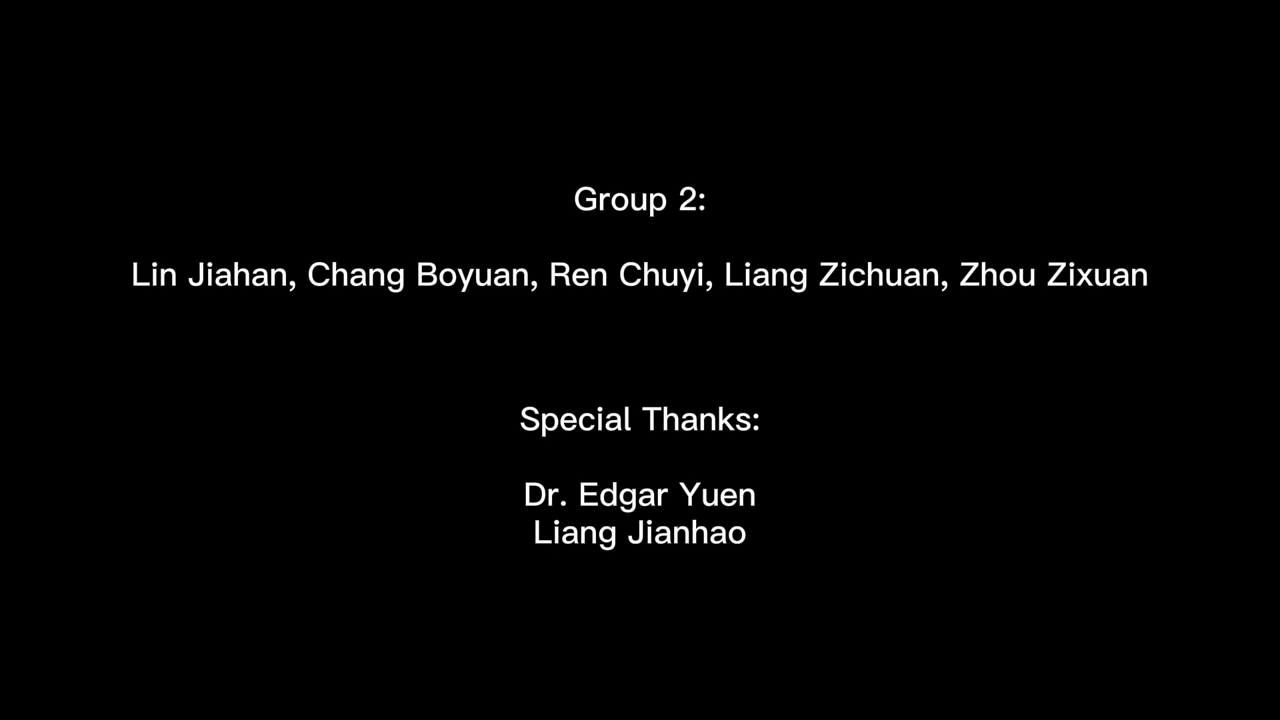 Group 2:
Lin Jiahan, Chang Boyuan, Ren Chuyi, Liang Zichuan, Zhou Zixuan
Special Thanks:
Dr. Edgar Yuen
Liang Jianhao